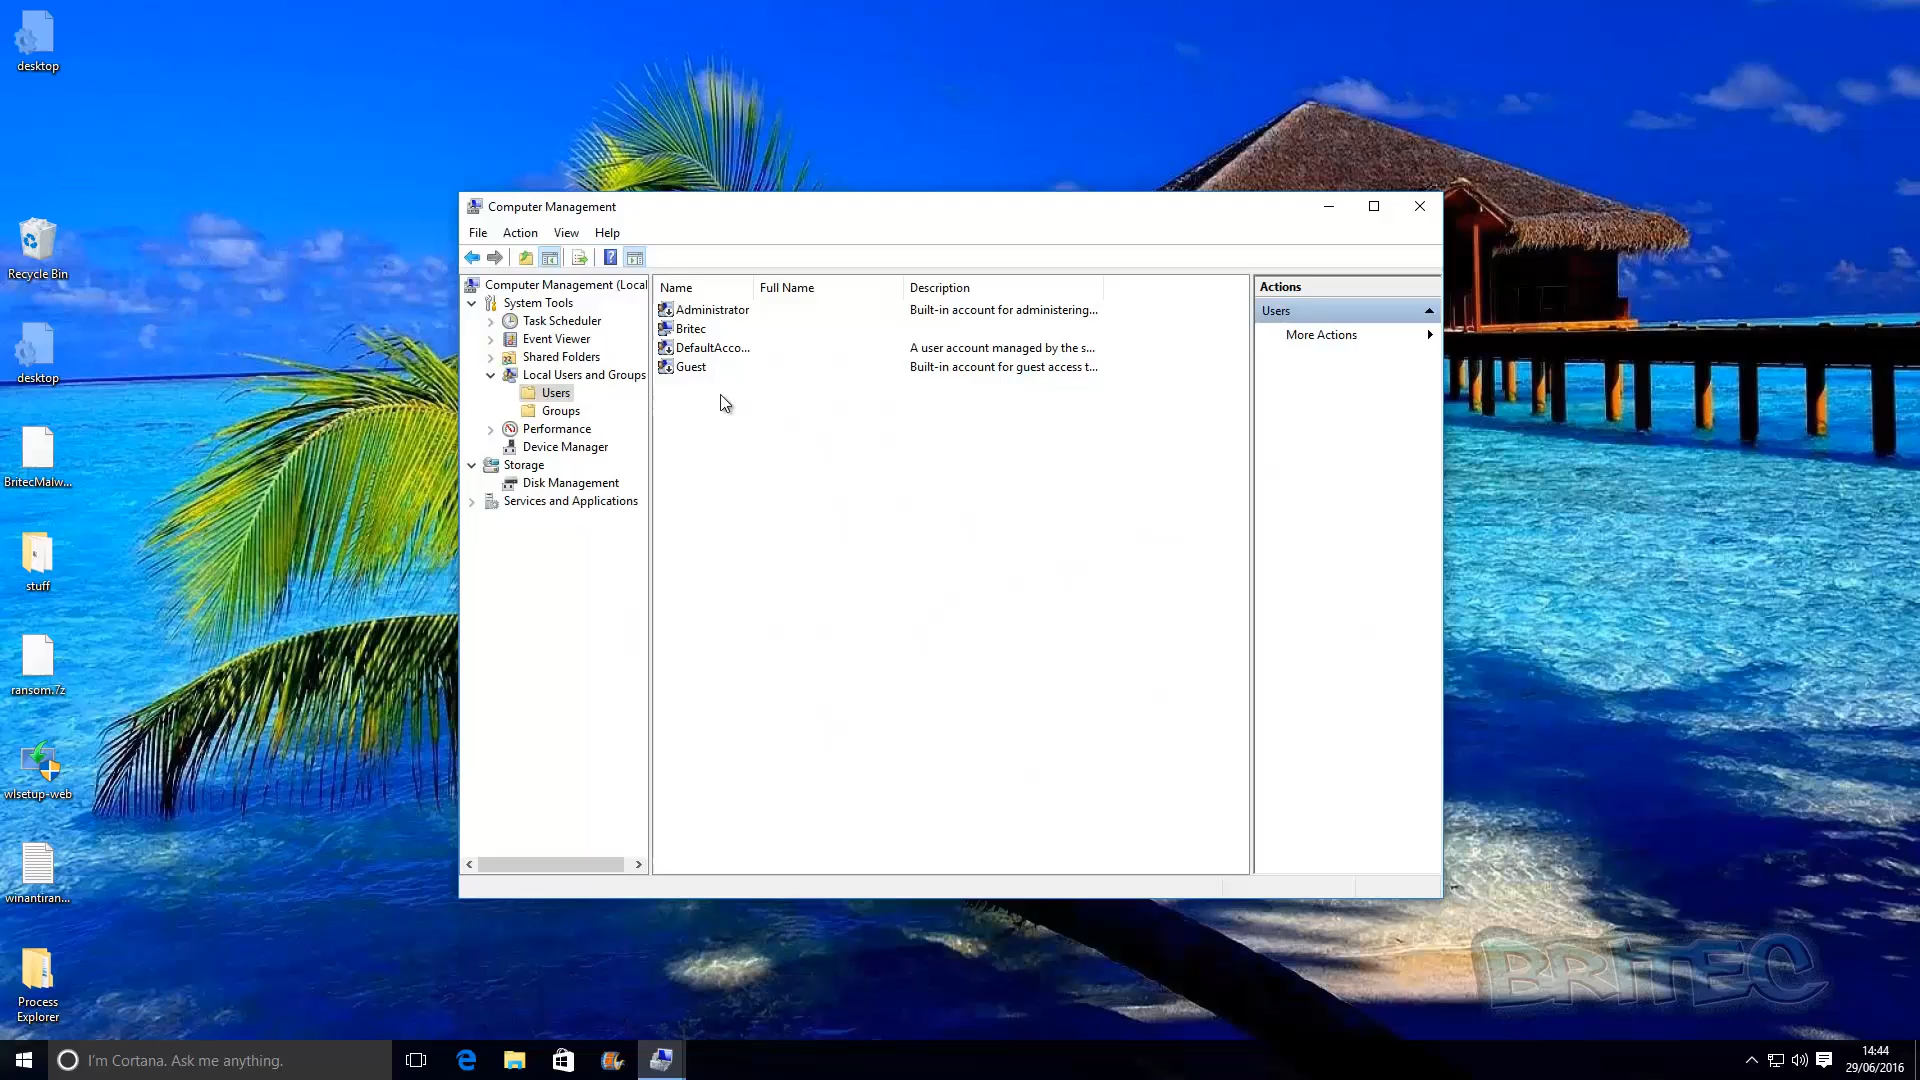 desktop
Recycle Bin
desktop
BritecMalw...
stuff
ransom.7z
wlsetup-web
winantiran...
Process
Explorer
Computer Management
File Action View Help
Computer Management (Local
System Tools
Task Scheduler
Event Viewer
Shared Folders
Local Users and Groups
Users
Groups
Performance
Device Manager
Storage
Disk Management
Services and Applications
Name Full Name Description
Administrator Built-in account for administering...
Britec
DefaultAcco... A user account managed by the s...
Guest Built-in account for guest access t...
Actions
Users
More Actions
BRITEC
I'm Cortana. Ask me anything.
14:44
29/06/2016